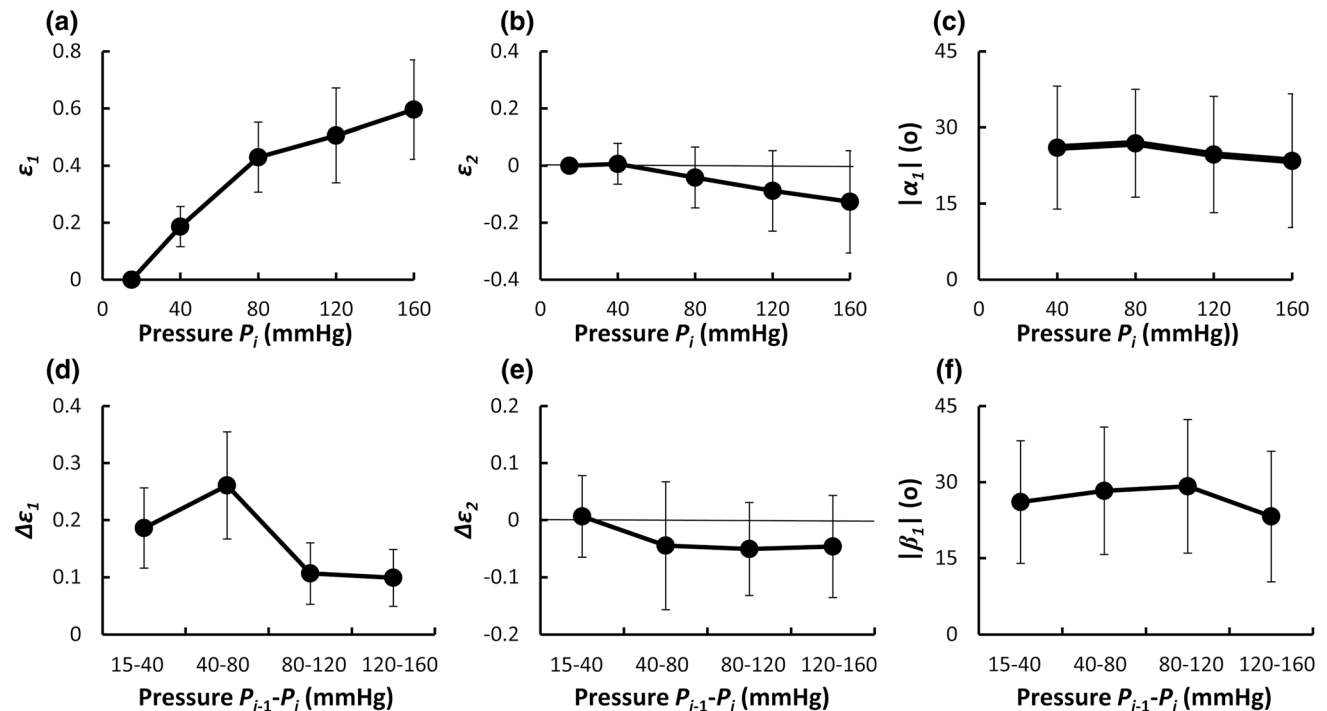 (a)
0.8
0.6
0.4
0.2
0
ε1
0 40 80 120 160
Pressure Pi (mmHg)
(b)
0.4
0.2
0
-0.2
-0.4
ε2
0 40 80 120 160
Pressure Pi (mmHg)
(c)
45
30
15
0
|α1| (o)
0 40 80 120 160
Pressure Pi (mmHg))
(d)
0.4
0.3
0.2
0.1
0
Δε1
15-40 40-80 80-120 120-160
Pressure Pi-1-Pi (mmHg)
(e)
0.2
0.1
0
-0.1
-0.2
Δε2
15-40 40-80 80-120 120-160
Pressure Pi-1-Pi (mmHg)
(f)
45
30
15
0
|β1| (o)
15-40 40-80 80-120 120-160
Pressure Pi-1-Pi (mmHg)